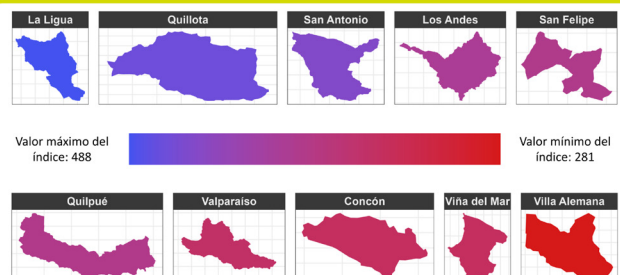 La Ligua
Quillota
San Antonio
Los Andes
San Felipe
Valor máximo del
índice: 488
Valor mínimo del
índice: 281
Quilpué
Valparaíso
Concón
Viña del Mar
Villa Alemana